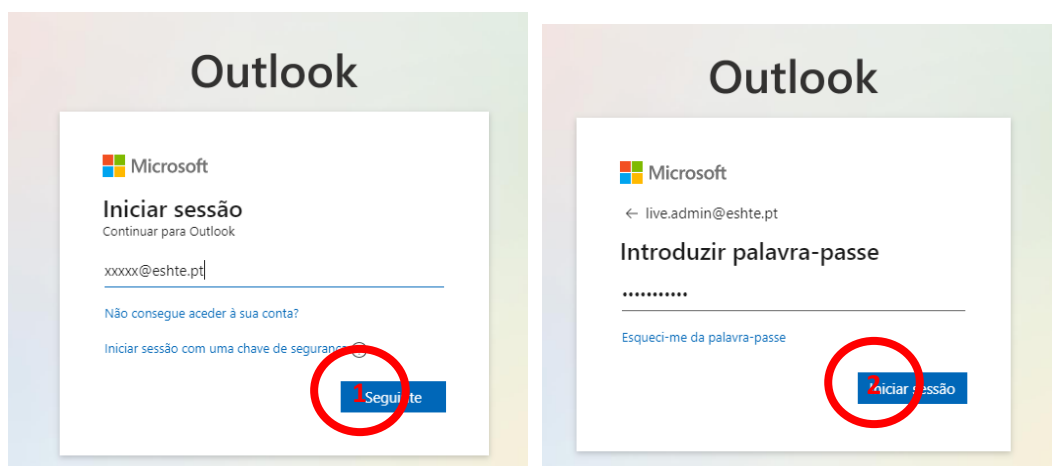 Outlook
Microsoft
Iniciar sessão
Continuar para Outlook
xxxxx@eshte.pt
Não consegue aceder à sua conta?
Iniciar sessão com uma chave de segurança
1
Seguinte
Outlook
Microsoft
← live.admin@eshte.pt
Introduzir palavra-passe
•••••••••••
Esqueci-me da palavra-passe
2
Iniciar sessão